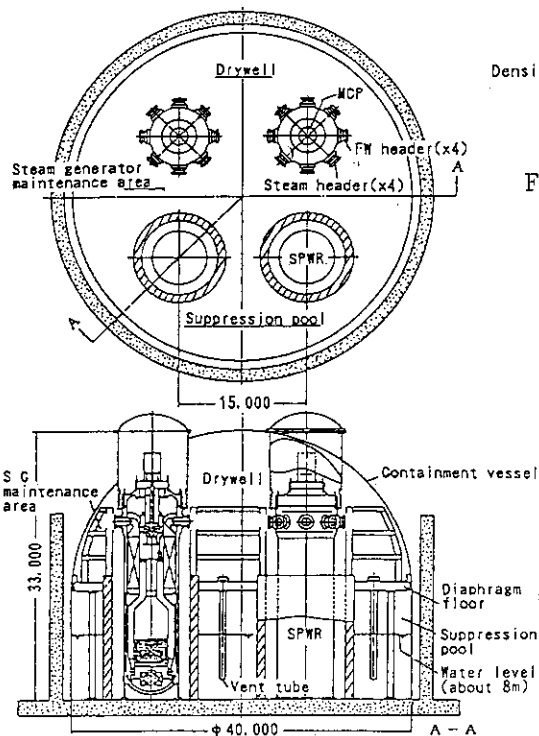 Drywell
MCP
Densi
FW header(x4)
A
Steam generator
maintenance area
Steam header(x4)
F
SPWR
A
Suppression pool
15.000
S G
maintenance
area
Drywell
Containment vessel
33.000
Diaphragm
floor
SPWR
Suppression
pool
Water level
(about 8m)
Vent tube
φ40.000
A - A